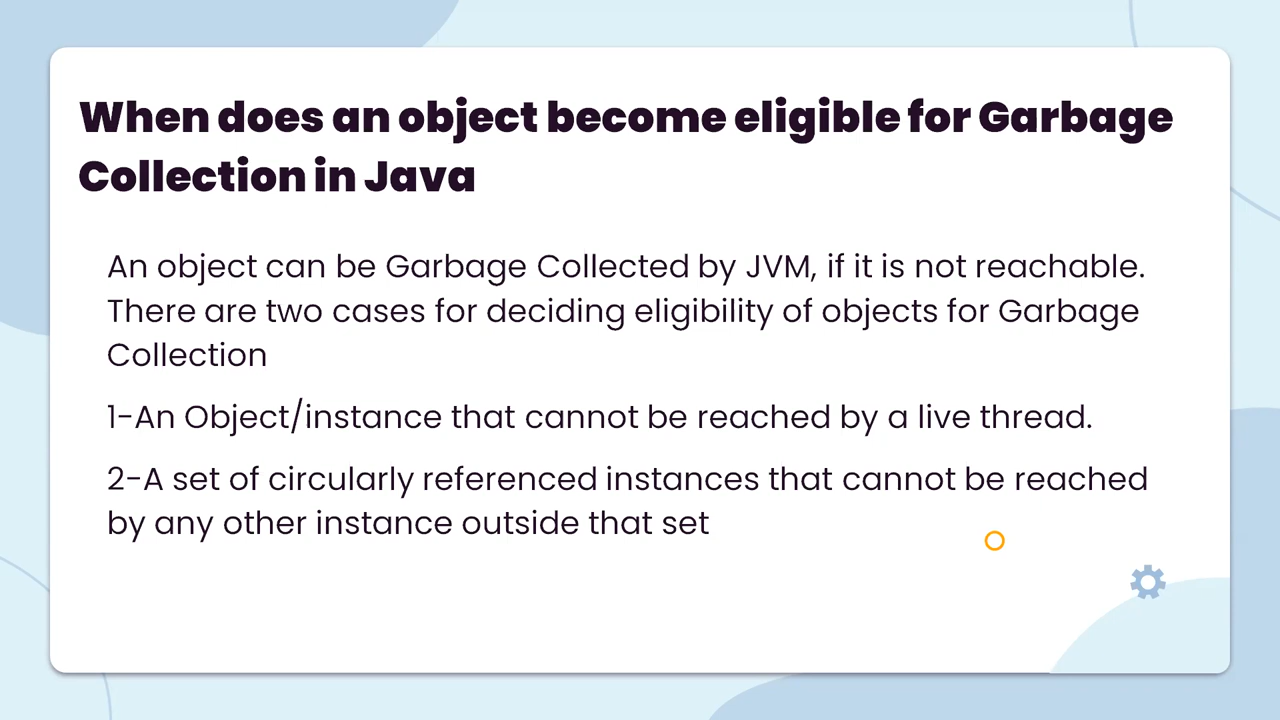 When does an object become eligible for Garbage
Collection in Java
An object can be Garbage Collected by JVM, if it is not reachable.
There are two cases for deciding eligibility of objects for Garbage
Collection
1-An Object/instance that cannot be reached by a live thread.
2-A set of circularly referenced instances that cannot be reached
by any other instance outside that set